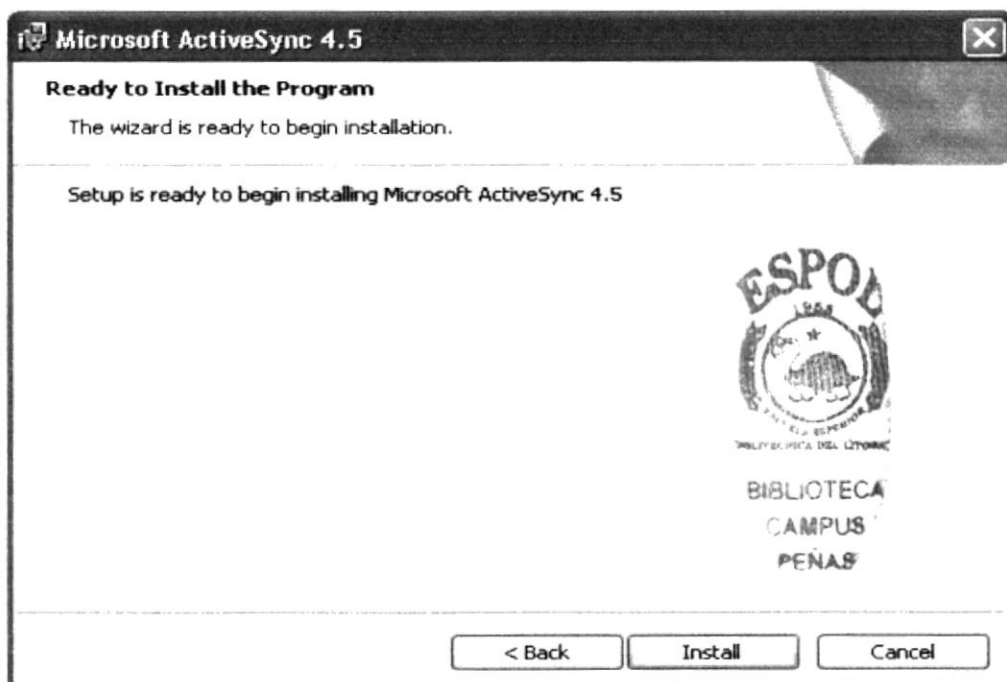 Microsoft ActiveSync 4.5
Ready to Install the Program
The wizard is ready to begin installation.
Setup is ready to begin installing Microsoft ActiveSync 4.5
ESPOL
BIBLIOTECA
CAMPUS
PEÑAS
< Back
Install
Cancel